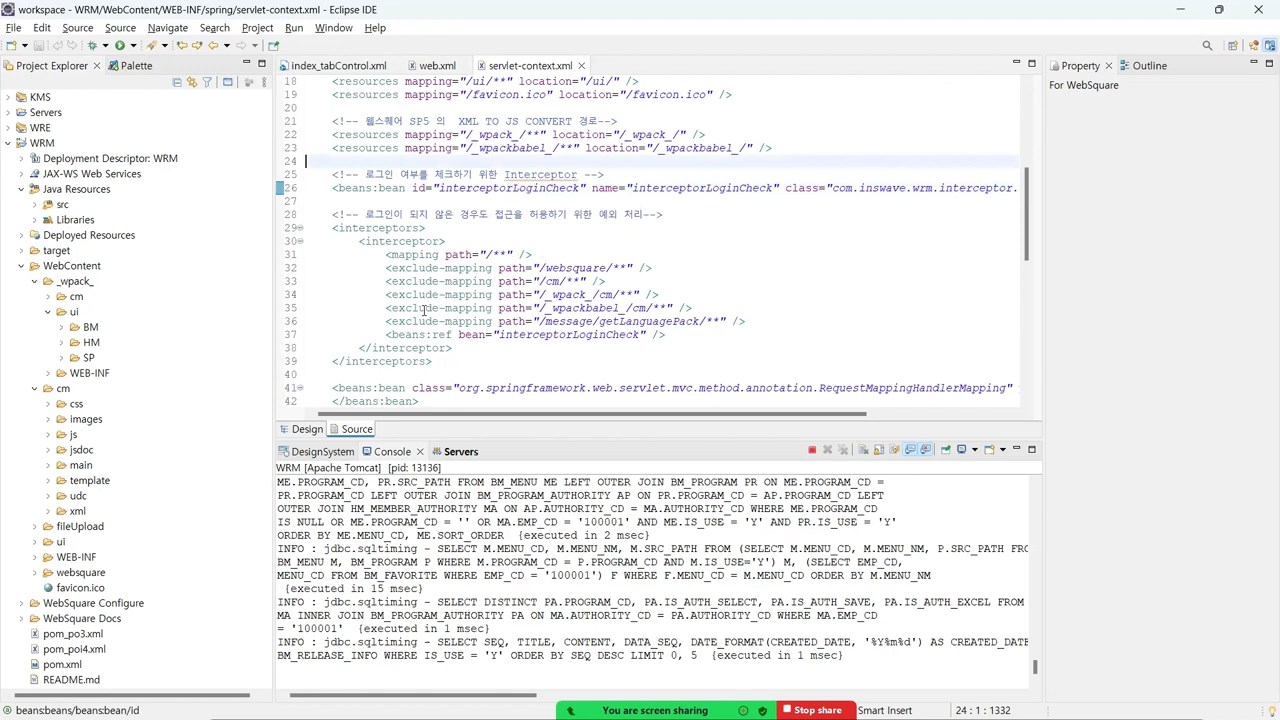 workspace - WRM/WebContent/WEB-INF/spring/servlet-context.xml - Eclipse IDE
File Edit Source Source Navigate Search Project Run Window Help
Project Explorer Palette
KMS
Servers
WRE
WRM
Deployment Descriptor: WRM
JAX-WS Web Services
Java Resources
src
Libraries
Deployed Resources
target
WebContent
_wpack_
cm
ui
BM
HM
SP
WEB-INF
cm
css
images
js
jsdoc
main
template
udc
xml
fileUpload
ui
WEB-INF
websquare
favicon.ico
WebSquare Configure
WebSquare Docs
pom_po3.xml
pom_poi4.xml
pom.xml
README.md
index_tabControl.xml web.xml servlet-context.xml
18 <resources mapping="/ui/**" location="/ui/" />
19 <resources mapping="/favicon.ico" location="/favicon.ico" />
20
21 <!-- 웰스퀘어 SP5 의 XML TO JS CONVERT 경로-->
22 <resources mapping="/_wpack_/**" location="/_wpack_/" />
23 <resources mapping="/_wpackbabel_/**" location="/_wpackbabel_/" />
24
25 <!-- 로그인 여부를 체크하기 위한 Interceptor -->
26 <beans:bean id="interceptorLoginCheck" name="interceptorLoginCheck" class="com.inswave.wrm.interceptor.
27
28 <!-- 로그인이 되지 않은 경우도 접근을 허용하기 위한 예외 처리-->
29 <interceptors>
30 <interceptor>
31 <mapping path="/**" />
32 <exclude-mapping path="/websquare/**" />
33 <exclude-mapping path="/cm/**" />
34 <exclude-mapping path="/_wpack_/cm/**" />
35 <exclude-mapping path="/_wpackbabel_/cm/**" />
36 <exclude-mapping path="/message/getLanguagePack/**" />
37 <beans:ref bean="interceptorLoginCheck" />
38 </interceptor>
39 </interceptors>
40
41 <beans:bean class="org.springframework.web.servlet.mvc.method.annotation.RequestMappingHandlerMapping"
42 </beans:bean>
Design Source
Property Outline
For WebSquare
DesignSystem Console Servers
WRM [Apache Tomcat] [pid: 13136]
ME.PROGRAM_CD, PR.SRC_PATH FROM BM_MENU ME LEFT OUTER JOIN BM_PROGRAM PR ON ME.PROGRAM_CD =
PR.PROGRAM_CD LEFT OUTER JOIN BM_PROGRAM_AUTHORITY AP ON PR.PROGRAM_CD = AP.PROGRAM_CD LEFT
OUTER JOIN HM_MEMBER_AUTHORITY MA ON AP.AUTHORITY_CD = MA.AUTHORITY_CD WHERE ME.PROGRAM_CD
IS NULL OR ME.PROGRAM_CD = '' OR MA.EMP_CD = '100001' AND ME.IS_USE = 'Y' AND PR.IS_USE = 'Y'
ORDER BY ME.MENU_CD, ME.SORT_ORDER {executed in 2 msec}
INFO : jdbc.sqltiming - SELECT M.MENU_CD, M.MENU_NM, M.SRC_PATH FROM (SELECT M.MENU_CD, M.MENU_NM, P.SRC_PATH FRO
BM_MENU M, BM_PROGRAM P WHERE M.PROGRAM_CD = P.PROGRAM_CD AND M.IS_USE='Y') M, (SELECT EMP_CD,
MENU_CD FROM BM_FAVORITE WHERE EMP_CD = '100001') F WHERE F.MENU_CD = M.MENU_CD ORDER BY M.MENU_NM
{executed in 15 msec}
INFO : jdbc.sqltiming - SELECT DISTINCT PA.PROGRAM_CD, PA.IS_AUTH_SELECT, PA.IS_AUTH_SAVE, PA.IS_AUTH_EXCEL FROM
MA INNER JOIN BM_PROGRAM_AUTHORITY PA ON MA.AUTHORITY_CD = PA.AUTHORITY_CD WHERE MA.EMP_CD
= '100001' {executed in 1 msec}
INFO : jdbc.sqltiming - SELECT SEQ, TITLE, CONTENT, DATA_SEQ, DATE_FORMAT(CREATED_DATE, '%Y%m%d') AS CREATED_DATE
BM_RELEASE_INFO WHERE IS_USE = 'Y' ORDER BY SEQ DESC LIMIT 0, 5 {executed in 1 msec}
beans:beans/beans:bean/id You are screen sharing Stop share Smart Insert 24 : 1 : 1332